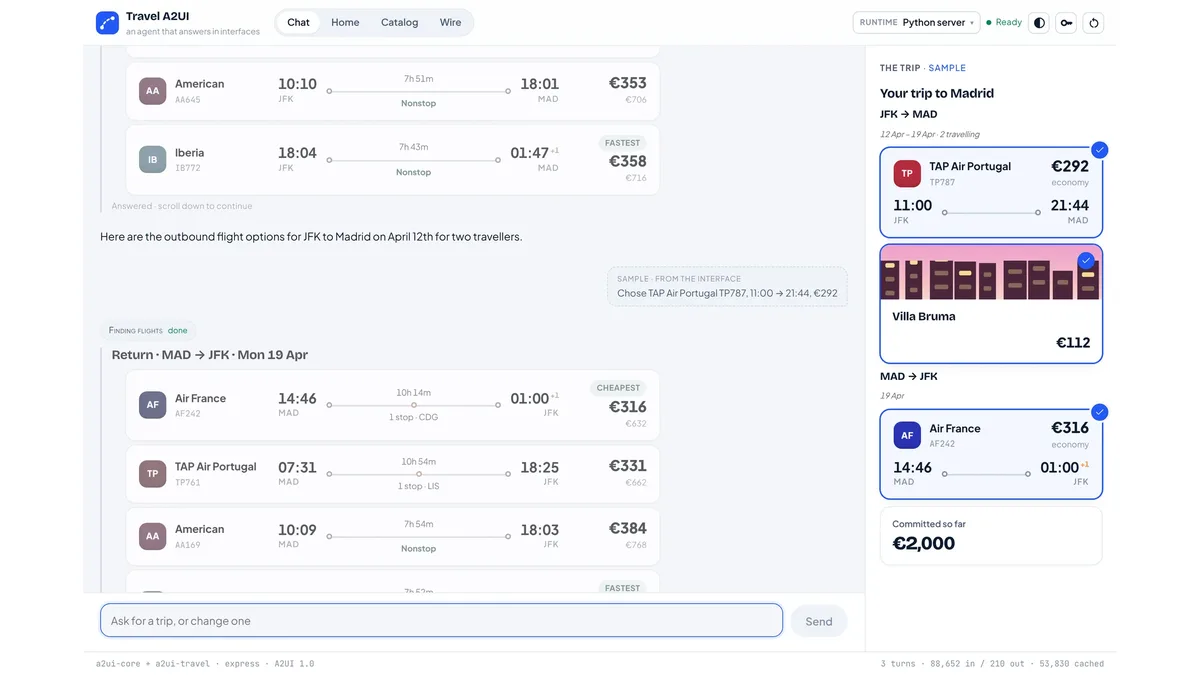 Travel A2UI
an agent that answers in interfaces
Chat
Home
Catalog
Wire
RUNTIME Python server
Ready
AA
American
AA645
10:10
JFK
7h 51m
Nonstop
18:01
MAD
€353
€706
IB
Iberia
IB772
18:04
JFK
7h 43m
Nonstop
01:47 +1
MAD
FASTEST
€358
€716
Answered · scroll down to continue
Here are the outbound flight options for JFK to Madrid on April 12th for two travellers.
SAMPLE · FROM THE INTERFACE
Chose TAP Air Portugal TP787, 11:00 → 21:44, €292
FINDING FLIGHTS done
Return · MAD → JFK · Mon 19 Apr
AF
Air France
AF242
14:46
MAD
10h 14m
1 stop · CDG
01:00 +1
JFK
CHEAPEST
€316
€632
TP
TAP Air Portugal
TP761
07:31
MAD
10h 54m
1 stop · LIS
18:25
JFK
€331
€662
AA
American
AA169
10:09
MAD
7h 54m
Nonstop
18:03
JFK
€384
€768
FASTEST
Ask for a trip, or change one
Send
THE TRIP · SAMPLE
Your trip to Madrid
JFK → MAD
12 Apr – 19 Apr · 2 travelling
TP
TAP Air Portugal
TP787
€292
economy
11:00
JFK
21:44
MAD
Villa Bruma
€112
MAD → JFK
19 Apr
AF
Air France
AF242
€316
economy
14:46
MAD
01:00 +1
JFK
Committed so far
€2,000
a2ui-core + a2ui-travel · express · A2UI 1.0
3 turns · 88,652 in / 210 out · 53,830 cached